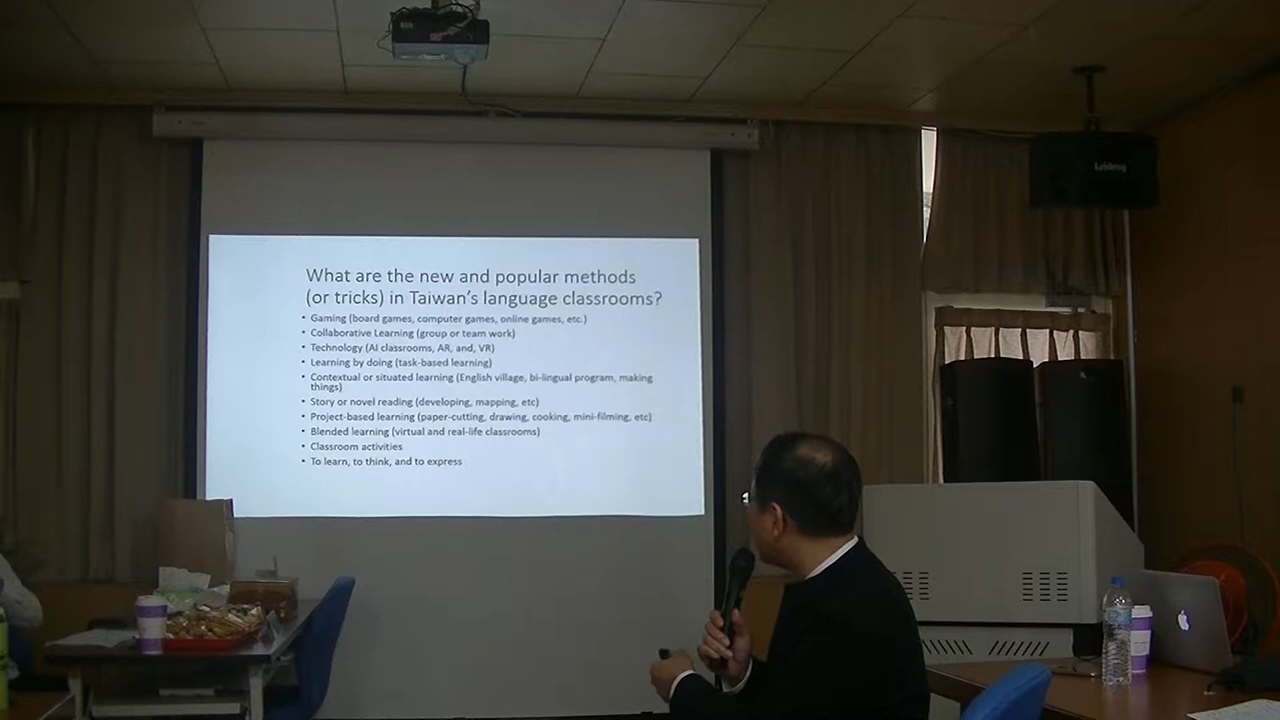 What are the new and popular methods
(or tricks) in Taiwan's language classrooms?
• Gaming (board games, computer games, online games, etc.)
• Collaborative Learning (group or team work)
• Technology (AI classrooms, AR, and, VR)
• Learning by doing (task-based learning)
• Contextual or situated learning (English village, bi-lingual program, making
things)
• Story or novel reading (developing, mapping, etc)
• Project-based learning (paper-cutting, drawing, cooking, mini-filming, etc)
• Blended learning (virtual and real-life classrooms)
• Classroom activities
• To learn, to think, and to express